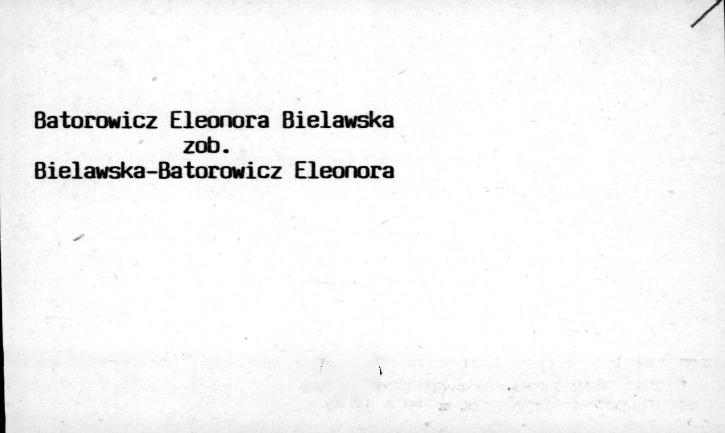 Batorowicz Eleonora Bielawska
zob.
Bielawska-Batorowicz Eleonora